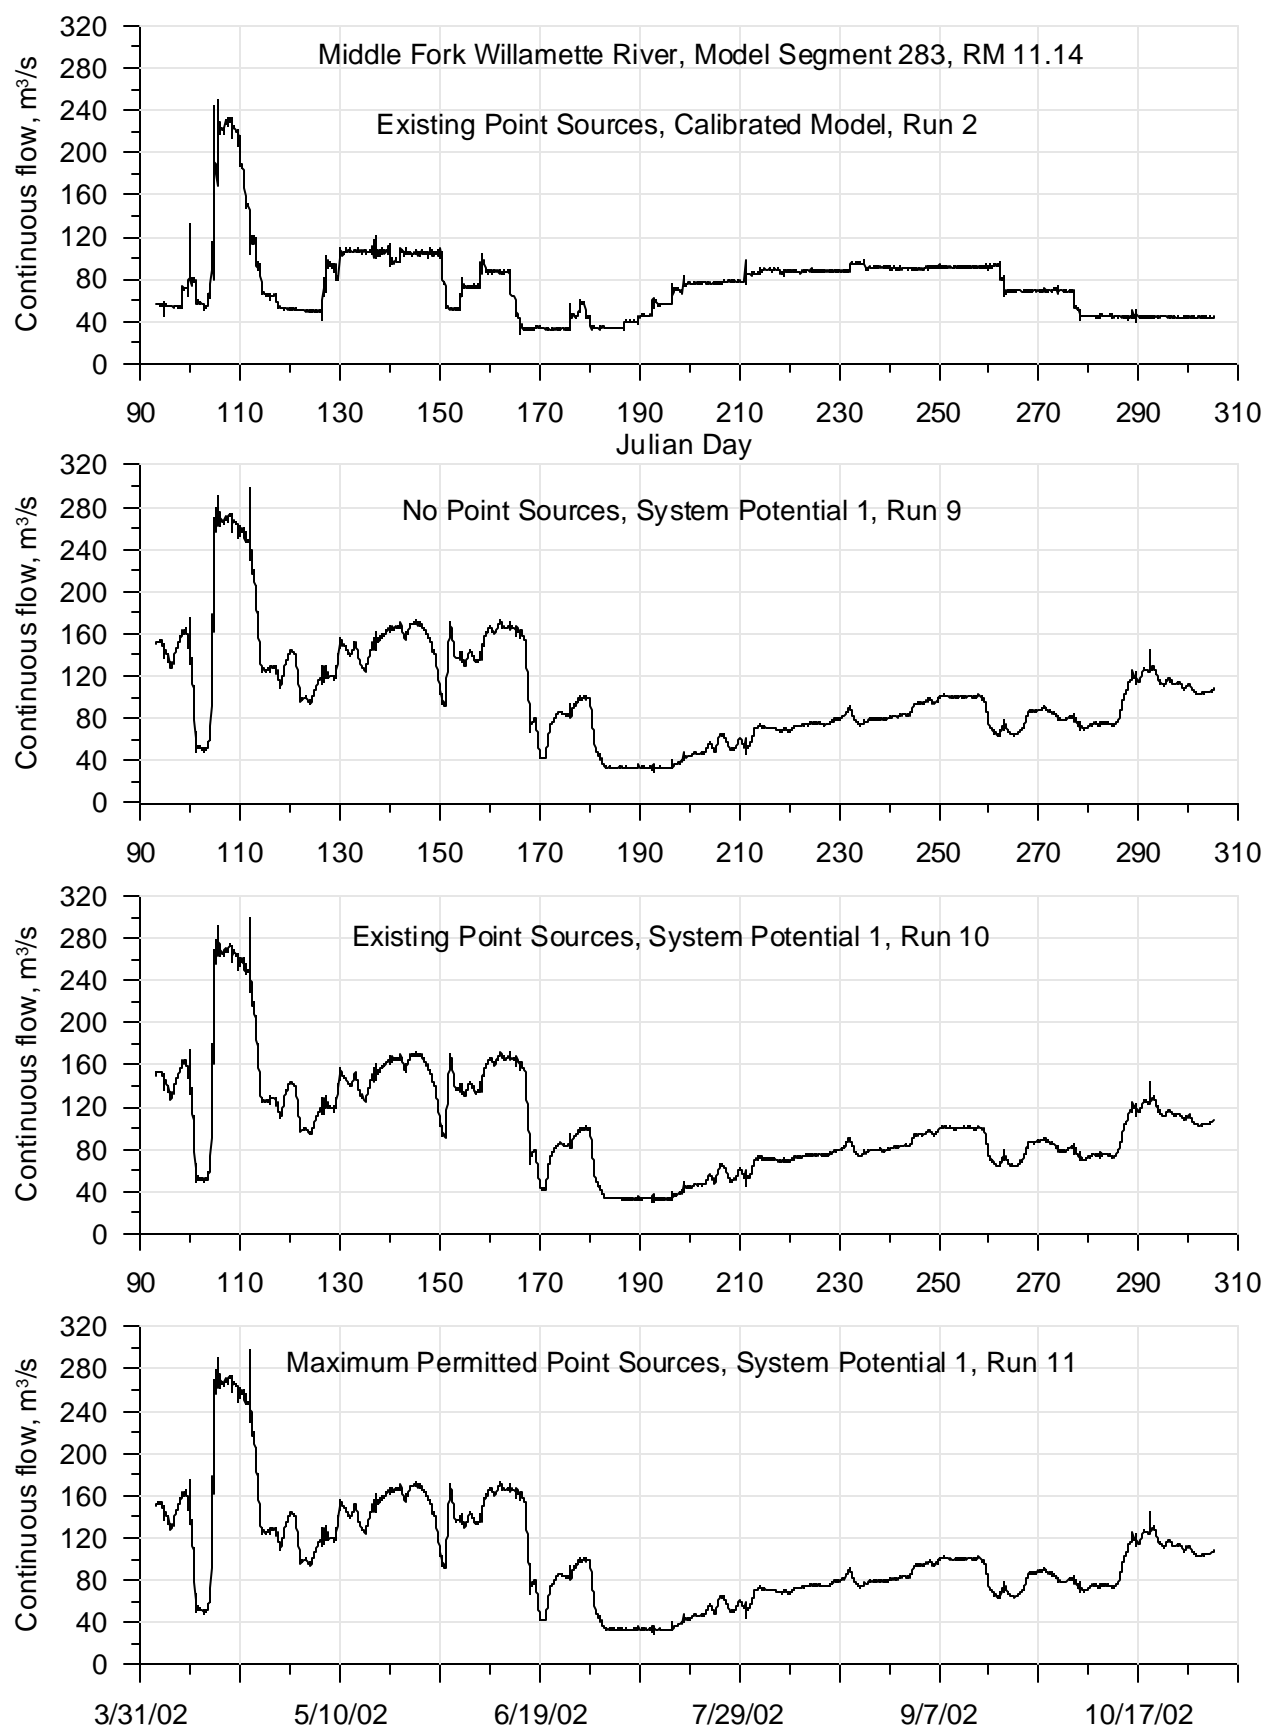 320
Middle Fork Willamette River, Model Segment 283, RM 11.14
280
240
Existing Point Sources, Calibrated Model, Run 2
200
160
120
80
40
0
Continuous flow, m³/s
90 110 130 150 170 190 210 230 250 270 290 310
Julian Day
320
280
No Point Sources, System Potential 1, Run 9
240
200
160
120
80
40
0
Continuous flow, m³/s
90 110 130 150 170 190 210 230 250 270 290 310
320
280
Existing Point Sources, System Potential 1, Run 10
240
200
160
120
80
40
0
Continuous flow, m³/s
90 110 130 150 170 190 210 230 250 270 290 310
320
Maximum Permitted Point Sources, System Potential 1, Run 11
280
240
200
160
120
80
40
0
Continuous flow, m³/s
3/31/02 5/10/02 6/19/02 7/29/02 9/7/02 10/17/02